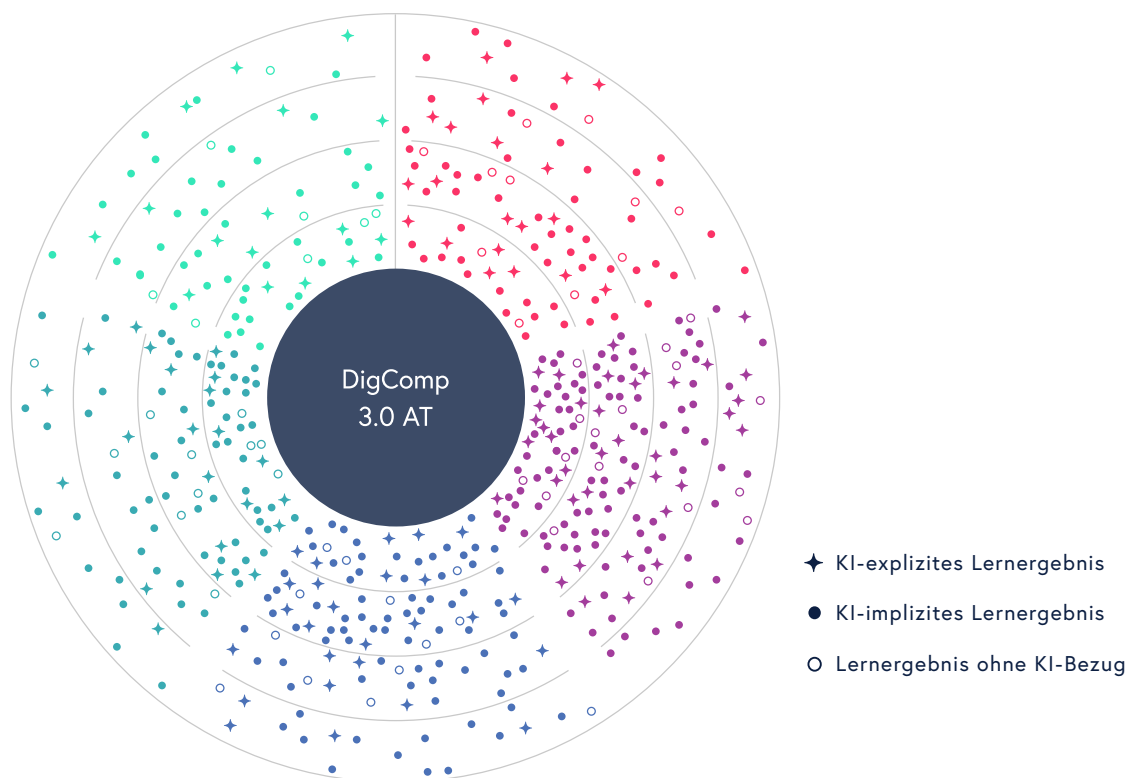 DigComp
3.0 AT
KI-explizites Lernergebnis
KI-implizites Lernergebnis
Lernergebnis ohne KI-Bezug